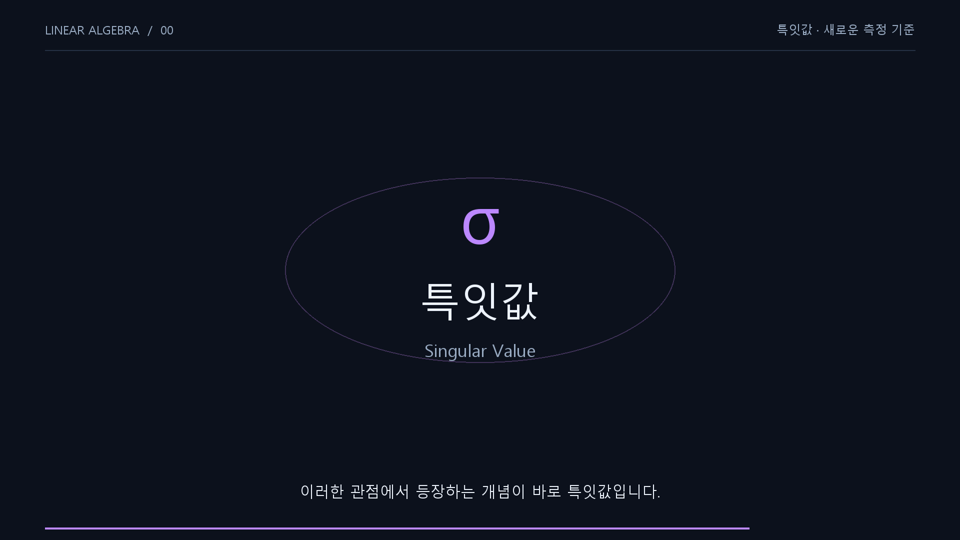 LINEAR ALGEBRA / 00
특잇값 · 새로운 측정 기준
σ
특잇값
Singular Value
이러한 관점에서 등장하는 개념이 바로 특잇값입니다.